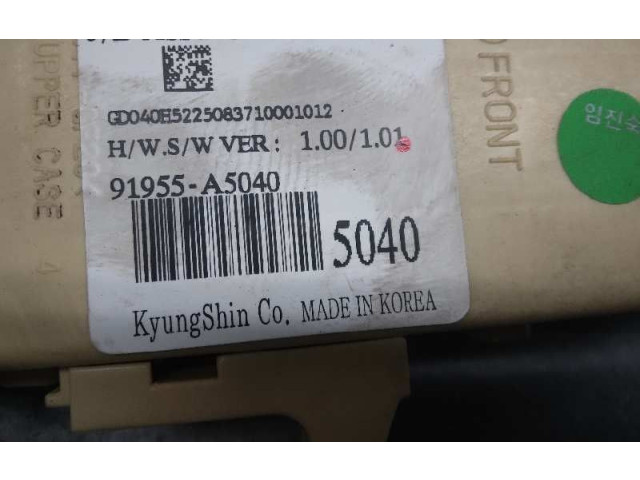 GD040E5225083710001012
H/W.S/W VER: 1.00/1.01
91955-A5040
5040
KyungShin Co. MADE IN KOREA
UPPER CASE 4
FRONT
임진숙